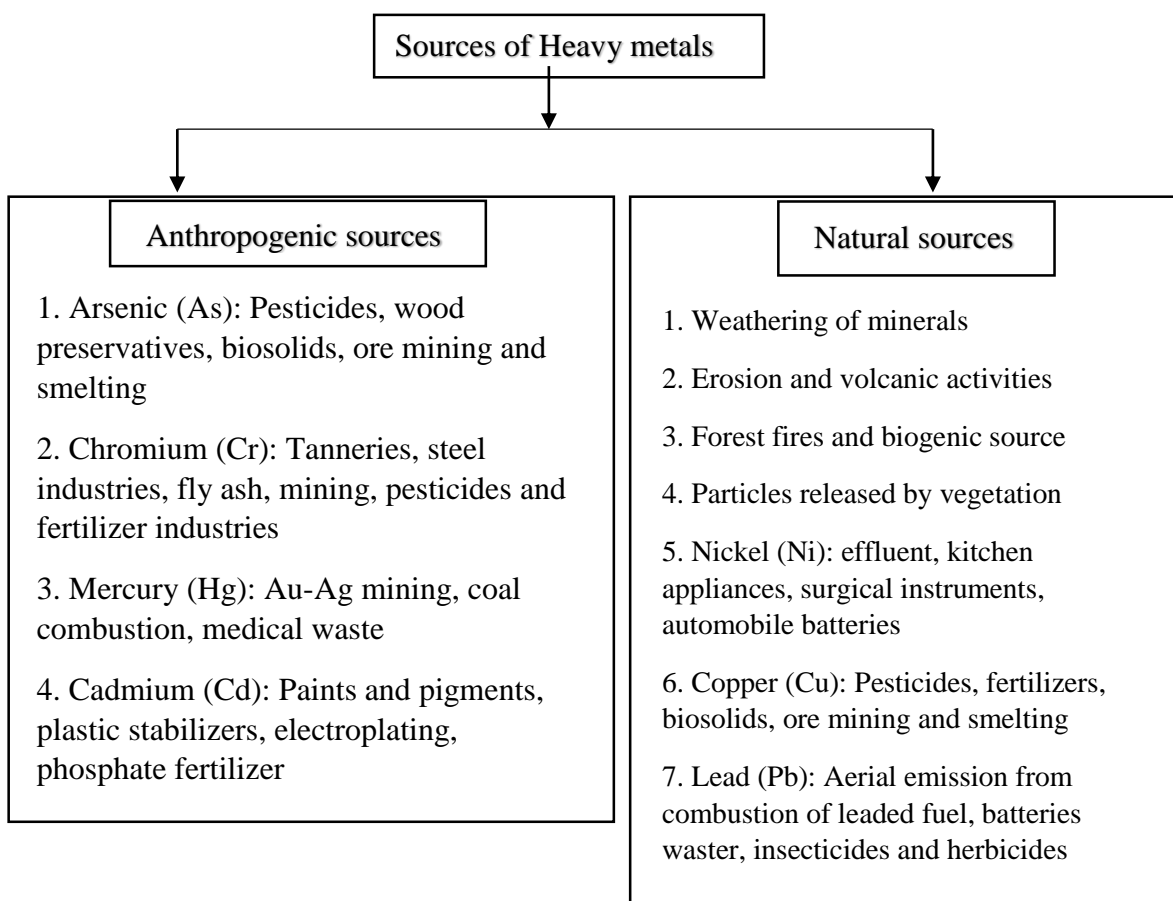 Sources of Heavy metals
Anthropogenic sources
1. Arsenic (As): Pesticides, wood
preservatives, biosolids, ore mining and
smelting
2. Chromium (Cr): Tanneries, steel
industries, fly ash, mining, pesticides and
fertilizer industries
3. Mercury (Hg): Au-Ag mining, coal
combustion, medical waste
4. Cadmium (Cd): Paints and pigments,
plastic stabilizers, electroplating,
phosphate fertilizer
Natural sources
1. Weathering of minerals
2. Erosion and volcanic activities
3. Forest fires and biogenic source
4. Particles released by vegetation
5. Nickel (Ni): effluent, kitchen
appliances, surgical instruments,
automobile batteries
6. Copper (Cu): Pesticides, fertilizers,
biosolids, ore mining and smelting
7. Lead (Pb): Aerial emission from
combustion of leaded fuel, batteries
waster, insecticides and herbicides